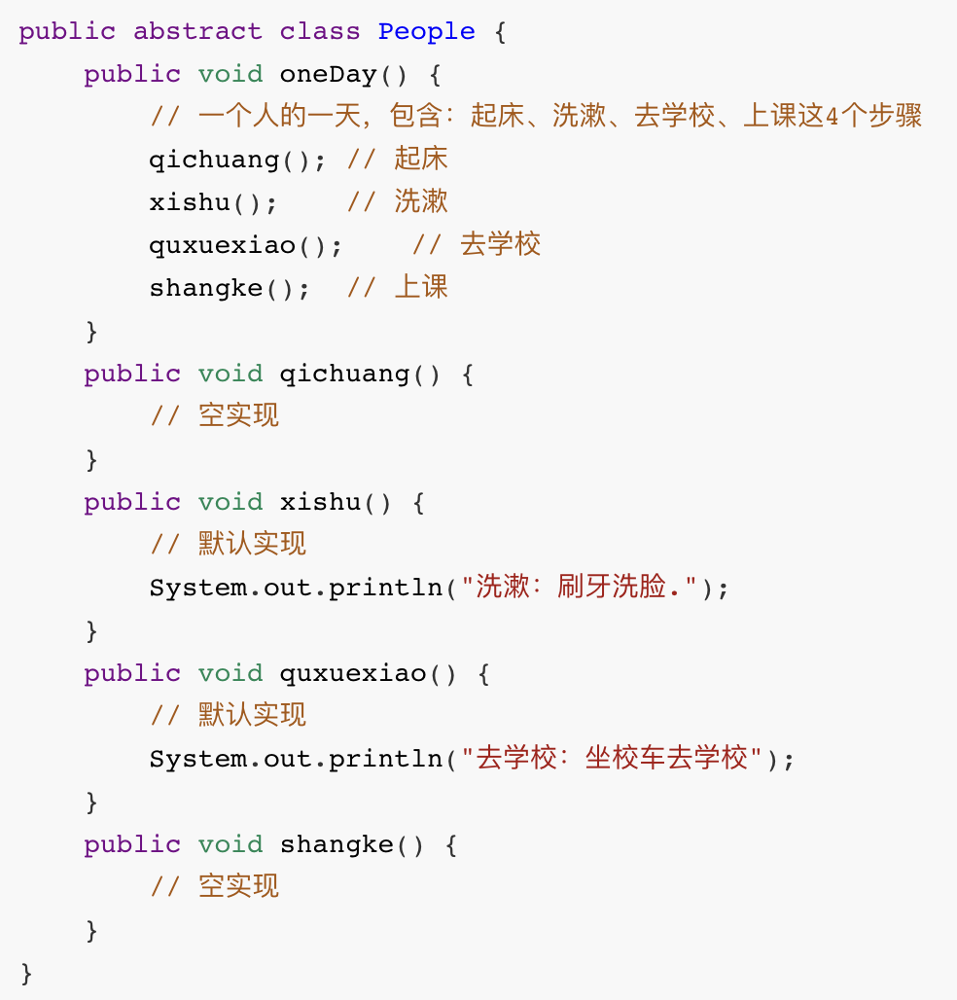 public abstract class People {
    public void oneDay() {
        // 一个人的一天，包含：起床、洗漱、去学校、上课这4个步骤
        qichuang(); // 起床
        xishu();    // 洗漱
        quxuexiao();    // 去学校
        shangke();  // 上课
    }
    public void qichuang() {
        // 空实现
    }
    public void xishu() {
        // 默认实现
        System.out.println("洗漱：刷牙洗脸.");
    }
    public void quxuexiao() {
        // 默认实现
        System.out.println("去学校：坐校车去学校");
    }
    public void shangke() {
        // 空实现
    }
}